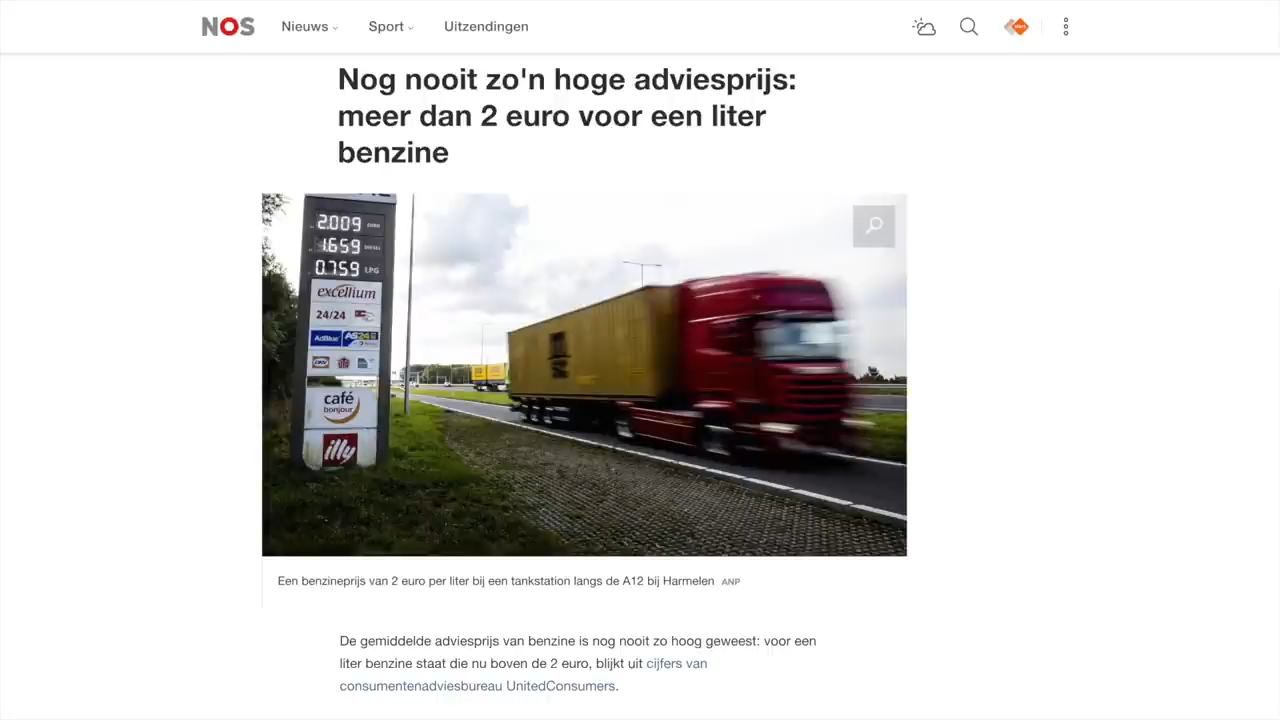 NOS Nieuws Sport Uitzendingen
Nog nooit zo'n hoge adviesprijs:
meer dan 2 euro voor een liter
benzine
2.009 EURO
1.659 DIESEL
0.759 LPG
excellium
24/24
AdBlue AS24
café
bonjour
illy
Een benzineprijs van 2 euro per liter bij een tankstation langs de A12 bij Harmelen ANP
De gemiddelde adviesprijs van benzine is nog nooit zo hoog geweest: voor een
liter benzine staat die nu boven de 2 euro, blijkt uit cijfers van
consumentenadviesbureau UnitedConsumers.